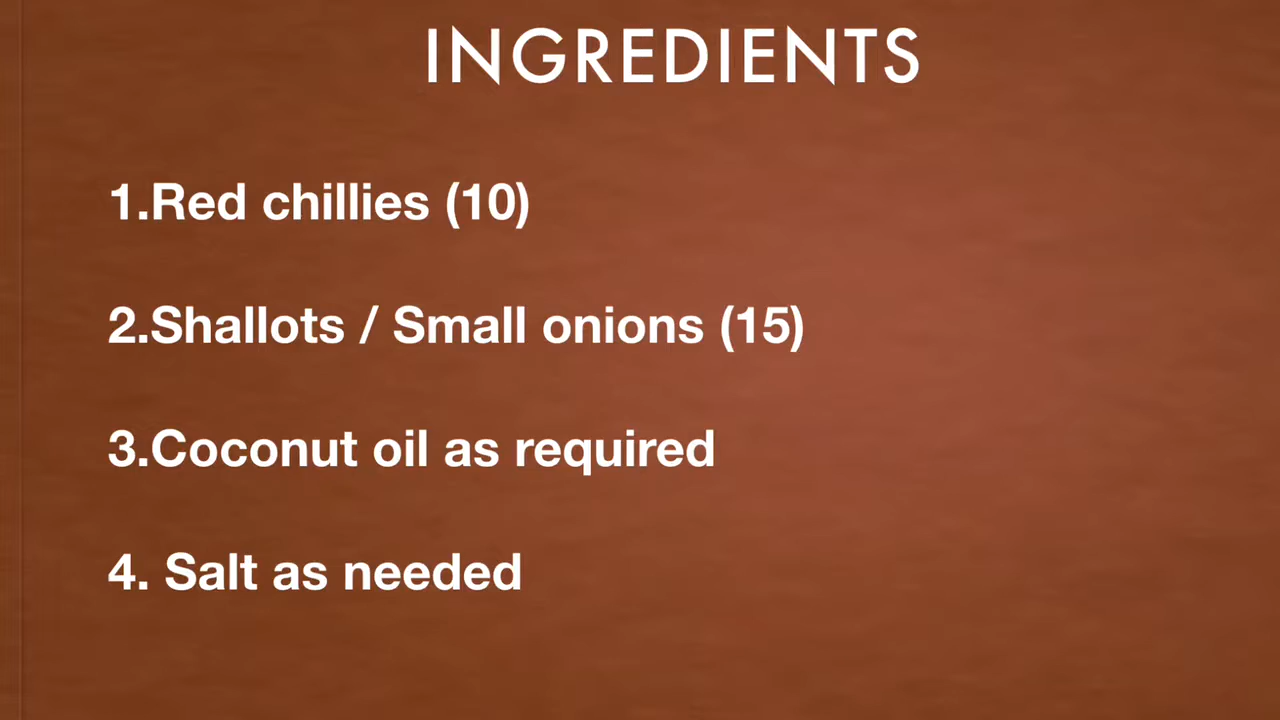 INGREDIENTS
1.Red chillies (10)
2.Shallots / Small onions (15)
3.Coconut oil as required
4. Salt as needed